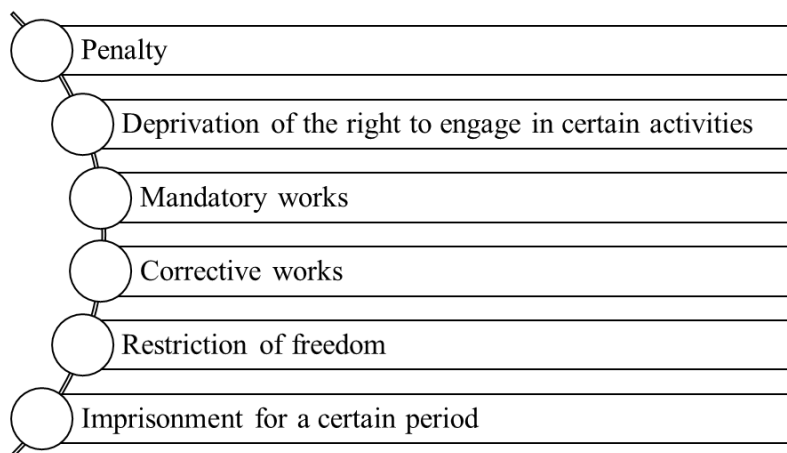 Penalty
Deprivation of the right to engage in certain activities
Mandatory works
Corrective works
Restriction of freedom
Imprisonment for a certain period